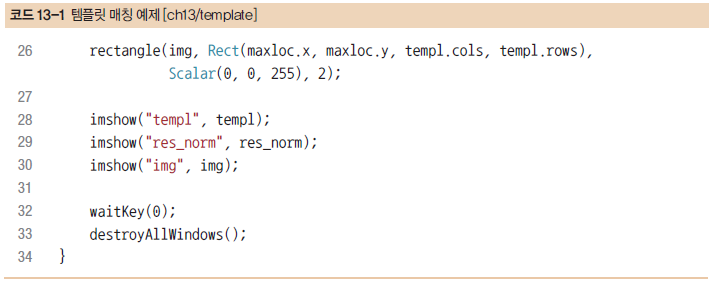 코드 13-1 템플릿 매칭 예제 [ch13/template]
26 rectangle(img, Rect(maxloc.x, maxloc.y, templ.cols, templ.rows),
Scalar(0, 0, 255), 2);
27
28 imshow("templ", templ);
29 imshow("res_norm", res_norm);
30 imshow("img", img);
31
32 waitKey(0);
33 destroyAllWindows();
34 }